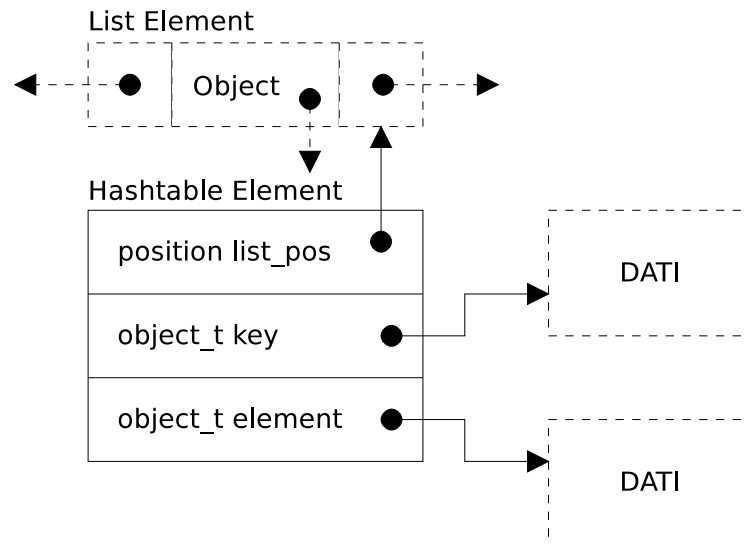 List Element
Object
Hashtable Element
position list_pos
DATI
object_t key
object_t element
DATI